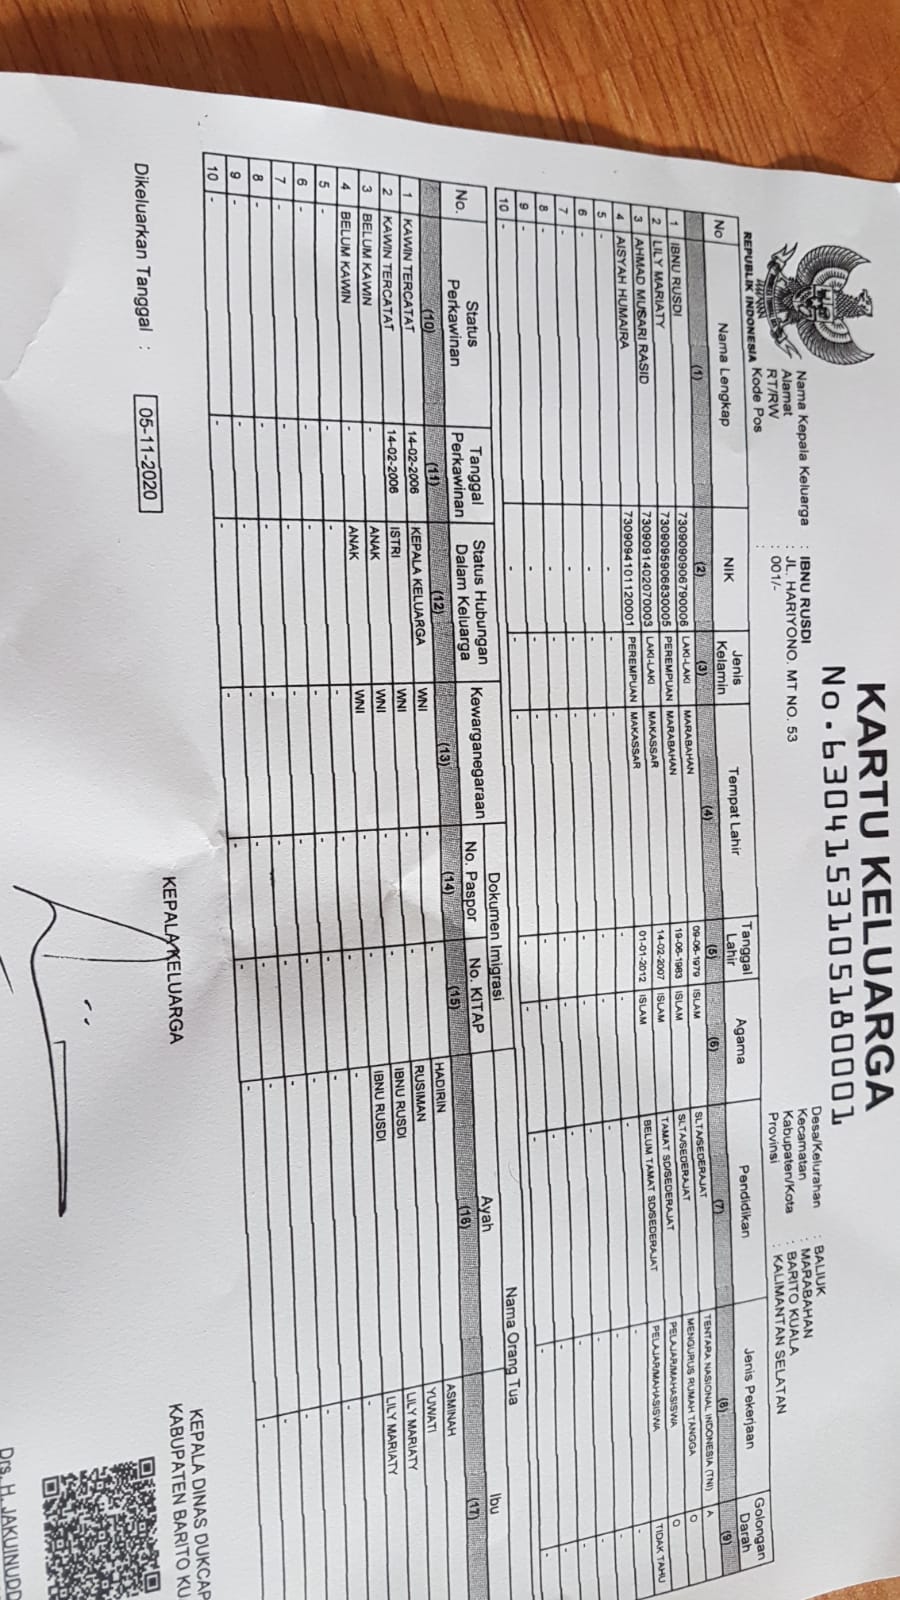 KARTU KELUARGA
No. 6304153105180001
REPUBLIK INDONESIA
Nama Kepala Keluarga : IBNU RUSDI
Alamat : JL. HARIYONO. MT NO. 53
RT/RW : 001/-
Kode Pos :
Desa/Kelurahan : BALIUK
Kecamatan : MARABAHAN
Kabupaten/Kota : BARITO KUALA
Provinsi : KALIMANTAN SELATAN
No Nama Lengkap NIK Jenis Kelamin Tempat Lahir Tanggal Lahir Agama Pendidikan Jenis Pekerjaan Golongan Darah
(1) (2) (3) (4) (5) (6) (7) (8) (9)
1 IBNU RUSDI 7309090906790006 LAKI-LAKI MARABAHAN 09-06-1979 ISLAM SLTA/SEDERAJAT TENTARA NASIONAL INDONESIA (TNI) A
2 LILY MARIATY 7309095906830005 PEREMPUAN MARABAHAN 19-06-1983 ISLAM SLTA/SEDERAJAT MENGURUS RUMAH TANGGA O
3 AHMAD MUSARI RASID 7309091402070003 LAKI-LAKI MAKASSAR 14-02-2007 ISLAM TAMAT SD/SEDERAJAT PELAJAR/MAHASISWA O
4 AISYAH HUMAIRA 7309094101120001 PEREMPUAN MAKASSAR 01-01-2012 ISLAM BELUM TAMAT SD/SEDERAJAT PELAJAR/MAHASISWA TIDAK TAHU
5 - - - - - - - - -
6 - - - - - - - - -
7 - - - - - - - - -
8 - - - - - - - - -
9 - - - - - - - - -
10 - - - - - - - - -
No. Status Perkawinan Tanggal Perkawinan Status Hubungan Dalam Keluarga Kewarganegaraan Dokumen Imigrasi Nama Orang Tua
No. Paspor No. KITAP Ayah Ibu
(10) (11) (12) (13) (14) (15) (16) (17)
1 KAWIN TERCATAT 14-02-2006 KEPALA KELUARGA WNI - - HADIRIN ASMINAH
2 KAWIN TERCATAT 14-02-2006 ISTRI WNI - - RUSIMAN YUWATI
3 BELUM KAWIN - ANAK WNI - - IBNU RUSDI LILY MARIATY
4 BELUM KAWIN - ANAK WNI - - IBNU RUSDI LILY MARIATY
5 - - - - - - - -
6 - - - - - - - -
7 - - - - - - - -
8 - - - - - - - -
9 - - - - - - - -
10 - - - - - - - -
Dikeluarkan Tanggal : 05-11-2020
KEPALA KELUARGA
KEPALA DINAS DUKCAP
KABUPATEN BARITO KU
Drs. H. JAKUINUDD